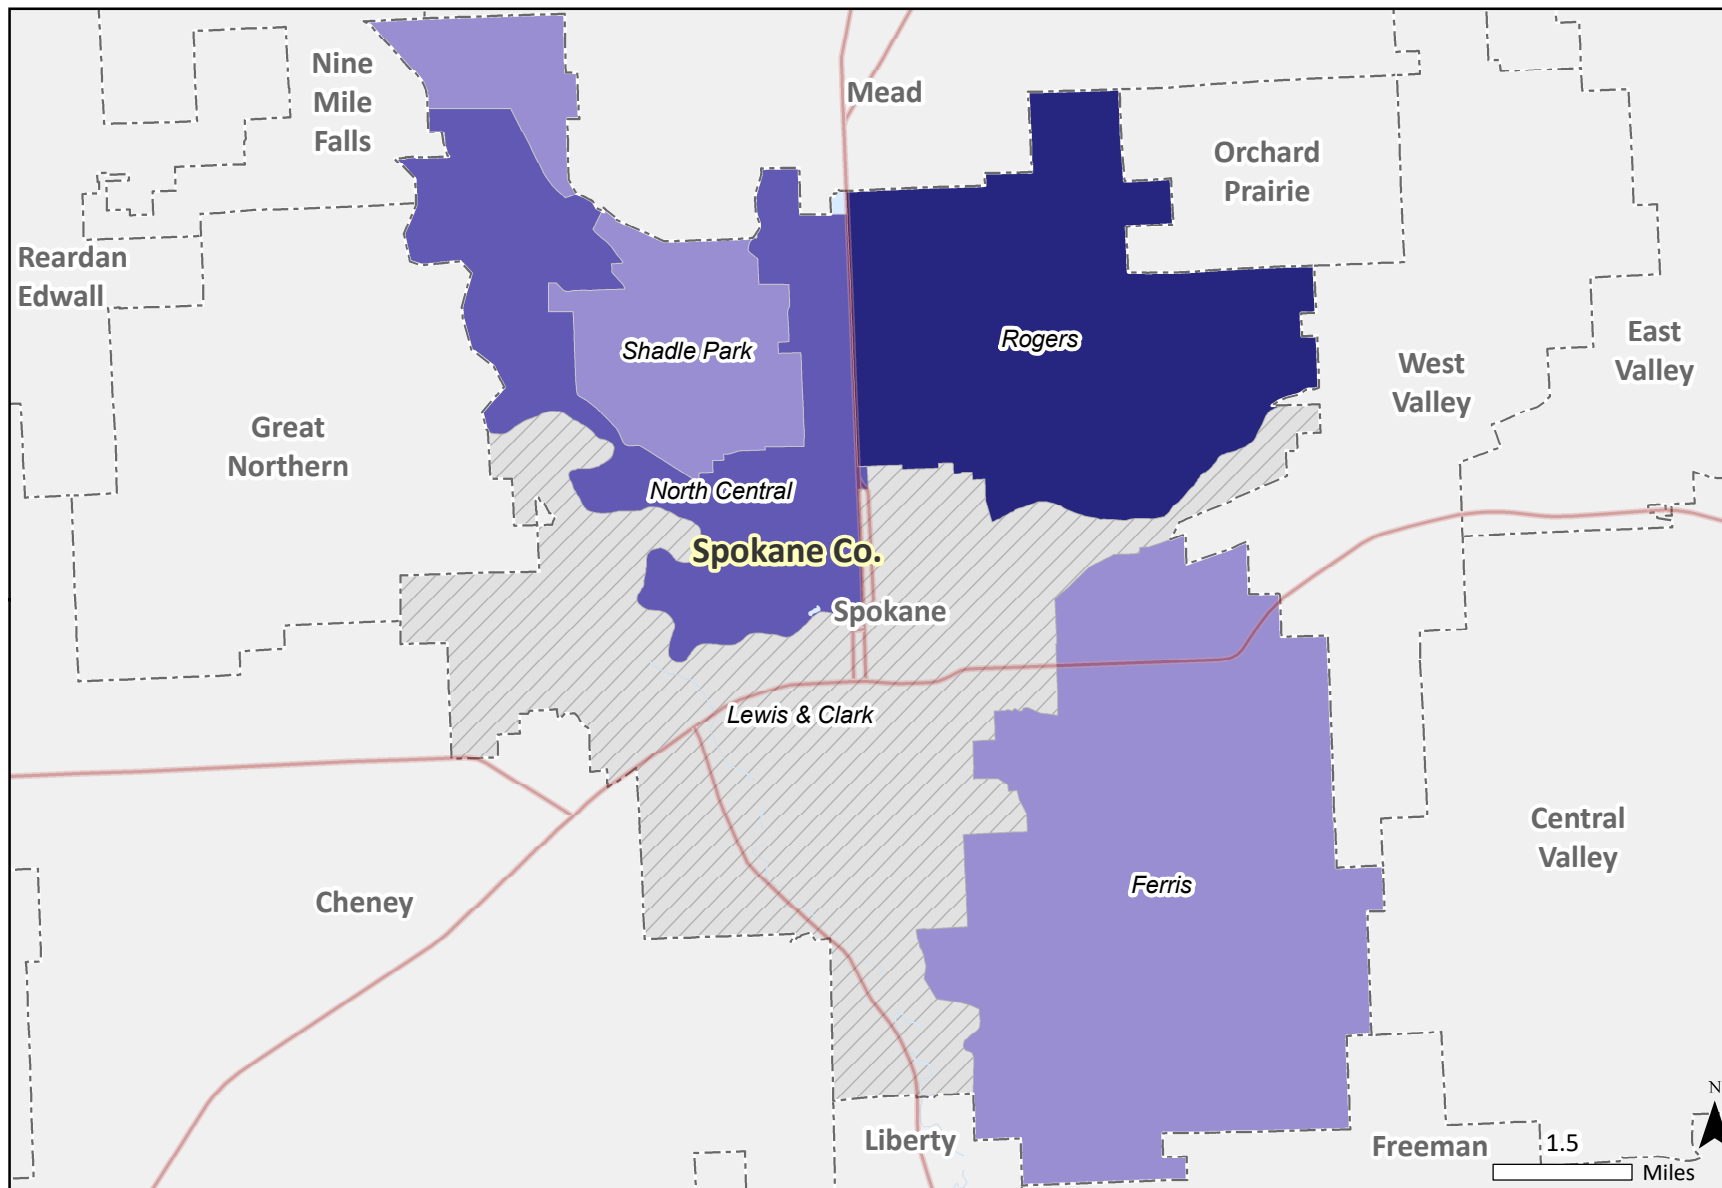 Nine
Mile
Falls
Mead
Orchard
Prairie
Reardan
Edwall
Shadle Park
Rogers
East
Valley
West
Valley
Great
Northern
North Central
Spokane Co.
Spokane
Lewis & Clark
Central
Valley
Ferris
Cheney
Liberty
Freeman
N
1.5
Miles